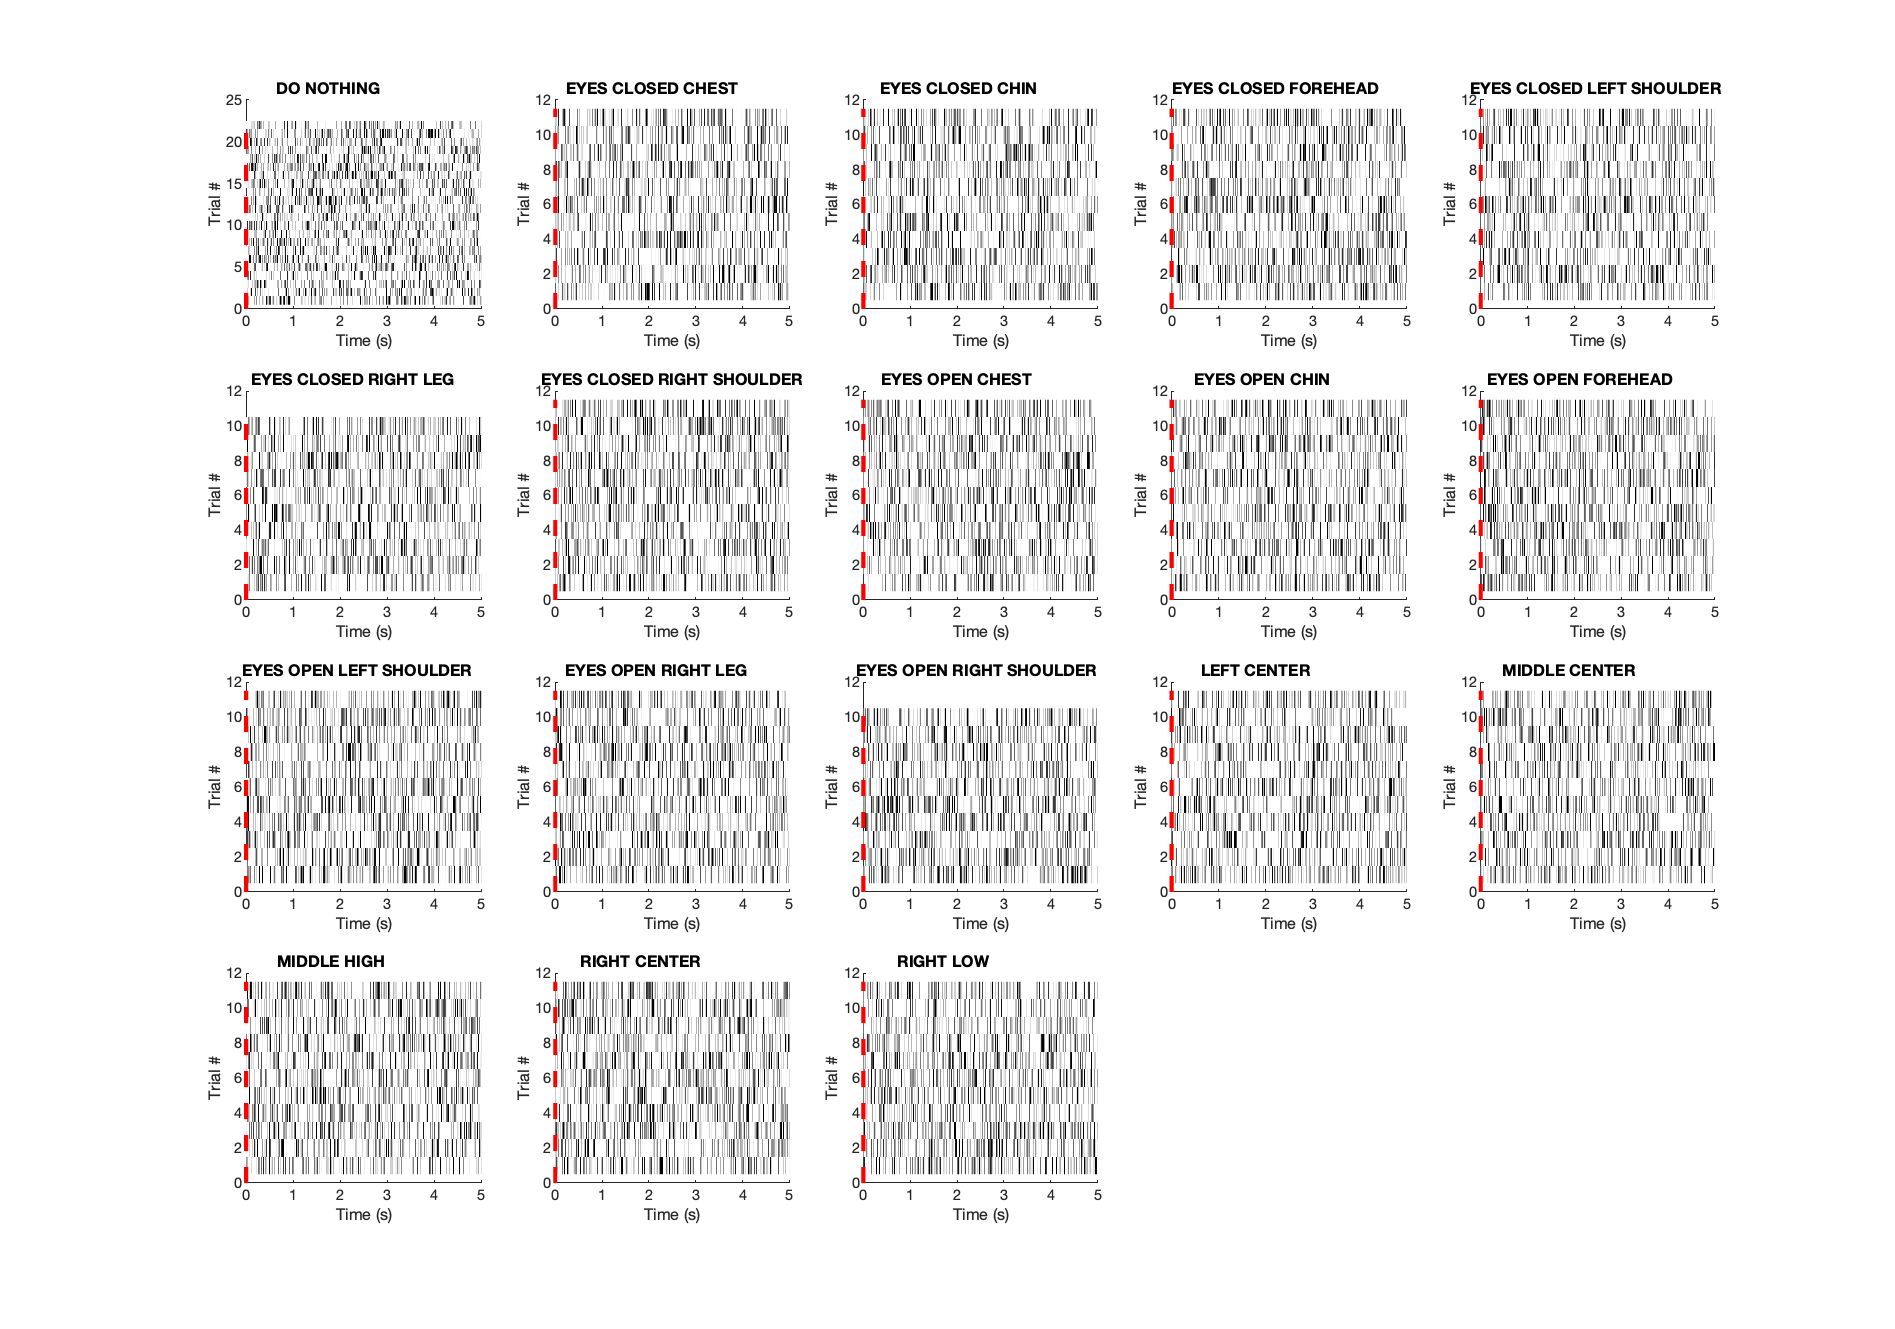 DO NOTHING
25
20
15
10
5
0
Trial #
0 1 2 3 4 5
Time (s)
EYES CLOSED CHEST
12
10
8
6
4
2
0
Trial #
0 1 2 3 4 5
Time (s)
EYES CLOSED CHIN
12
10
8
6
4
2
0
Trial #
0 1 2 3 4 5
Time (s)
EYES CLOSED FOREHEAD
12
10
8
6
4
2
0
Trial #
0 1 2 3 4 5
Time (s)
EYES CLOSED LEFT SHOULDER
12
10
8
6
4
2
0
Trial #
0 1 2 3 4 5
Time (s)
EYES CLOSED RIGHT LEG
12
10
8
6
4
2
0
Trial #
0 1 2 3 4 5
Time (s)
EYES CLOSED RIGHT SHOULDER
12
10
8
6
4
2
0
Trial #
0 1 2 3 4 5
Time (s)
EYES OPEN CHEST
12
10
8
6
4
2
0
Trial #
0 1 2 3 4 5
Time (s)
EYES OPEN CHIN
12
10
8
6
4
2
0
Trial #
0 1 2 3 4 5
Time (s)
EYES OPEN FOREHEAD
12
10
8
6
4
2
0
Trial #
0 1 2 3 4 5
Time (s)
EYES OPEN LEFT SHOULDER
12
10
8
6
4
2
0
Trial #
0 1 2 3 4 5
Time (s)
EYES OPEN RIGHT LEG
12
10
8
6
4
2
0
Trial #
0 1 2 3 4 5
Time (s)
EYES OPEN RIGHT SHOULDER
12
10
8
6
4
2
0
Trial #
0 1 2 3 4 5
Time (s)
LEFT CENTER
12
10
8
6
4
2
0
Trial #
0 1 2 3 4 5
Time (s)
MIDDLE CENTER
12
10
8
6
4
2
0
Trial #
0 1 2 3 4 5
Time (s)
MIDDLE HIGH
12
10
8
6
4
2
0
Trial #
0 1 2 3 4 5
Time (s)
RIGHT CENTER
12
10
8
6
4
2
0
Trial #
0 1 2 3 4 5
Time (s)
RIGHT LOW
12
10
8
6
4
2
0
Trial #
0 1 2 3 4 5
Time (s)